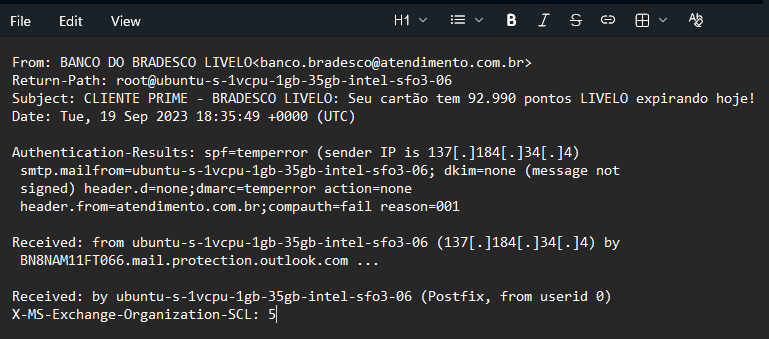 File Edit View H1 B I S
From: BANCO DO BRADESCO LIVELO<banco.bradesco@atendimento.com.br>
Return-Path: root@ubuntu-s-1vcpu-1gb-35gb-intel-sfo3-06
Subject: CLIENTE PRIME - BRADESCO LIVELO: Seu cartão tem 92.990 pontos LIVELO expirando hoje!
Date: Tue, 19 Sep 2023 18:35:49 +0000 (UTC)
Authentication-Results: spf=temperror (sender IP is 137[.]184[.]34[.]4)
smtp.mailfrom=ubuntu-s-1vcpu-1gb-35gb-intel-sfo3-06; dkim=none (message not
signed) header.d=none;dmarc=temperror action=none
header.from=atendimento.com.br;compauth=fail reason=001
Received: from ubuntu-s-1vcpu-1gb-35gb-intel-sfo3-06 (137[.]184[.]34[.]4) by
BN8NAM11FT066.mail.protection.outlook.com ...
Received: by ubuntu-s-1vcpu-1gb-35gb-intel-sfo3-06 (Postfix, from userid 0)
X-MS-Exchange-Organization-SCL: 5